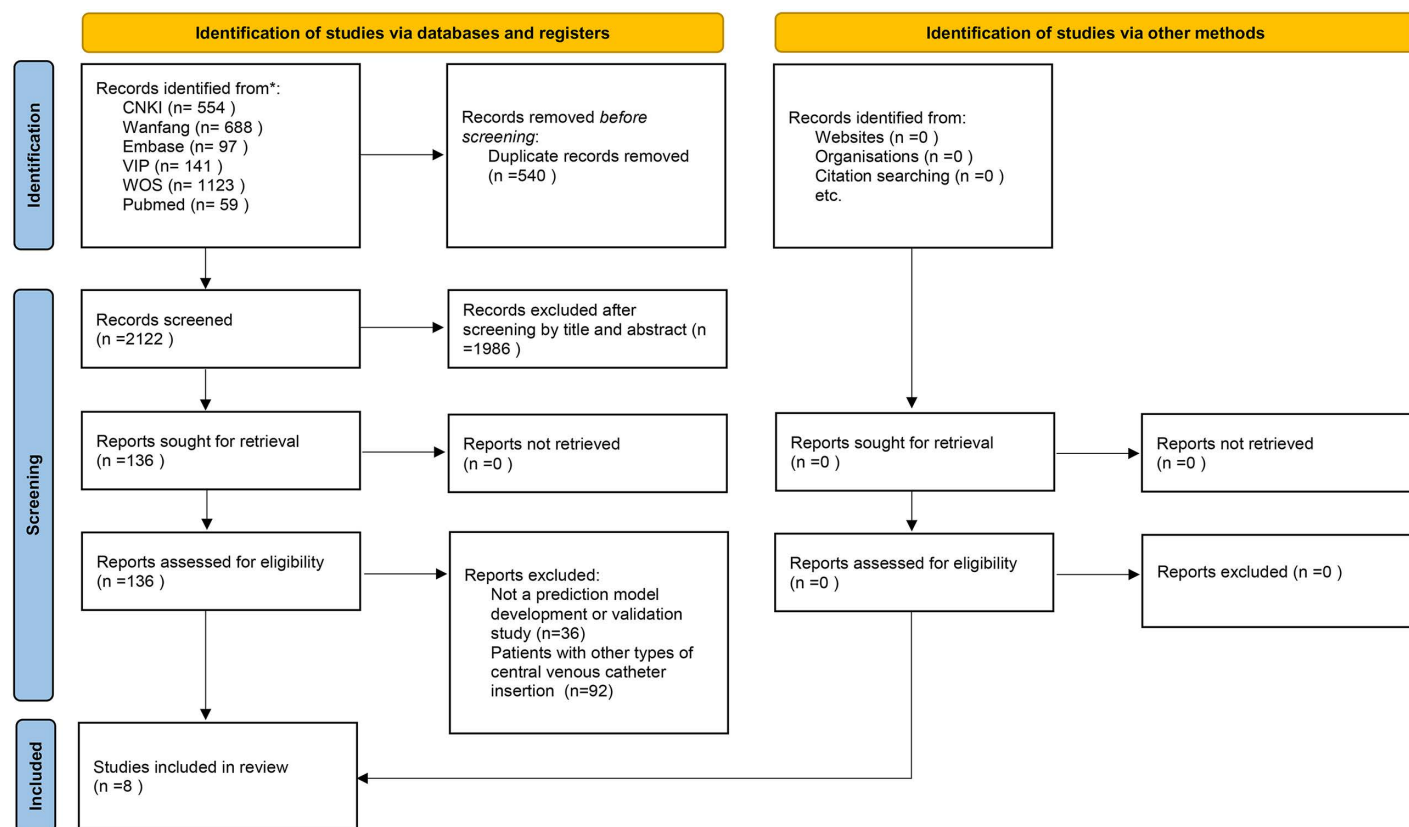 Identification of studies via databases and registers
Identification of studies via other methods
Identification
Records identified from*:
CNKI (n= 554 )
Wanfang (n= 688 )
Embase (n= 97 )
VIP (n= 141 )
WOS (n= 1123 )
Pubmed (n= 59 )
Records removed before
screening:
Duplicate records removed
(n =540 )
Records identified from:
Websites (n =0 )
Organisations (n =0 )
Citation searching (n =0 )
etc.
Screening
Records screened
(n =2122 )
Records excluded after
screening by title and abstract (n
=1986 )
Reports sought for retrieval
(n =136 )
Reports not retrieved
(n =0 )
Reports sought for retrieval
(n =0 )
Reports not retrieved
(n =0 )
Reports assessed for eligibility
(n =136 )
Reports excluded:
Not a prediction model
development or validation
study (n=36)
Patients with other types of
central venous catheter
insertion (n=92)
Reports assessed for eligibility
(n =0 )
Reports excluded (n =0 )
Included
Studies included in review
(n =8 )